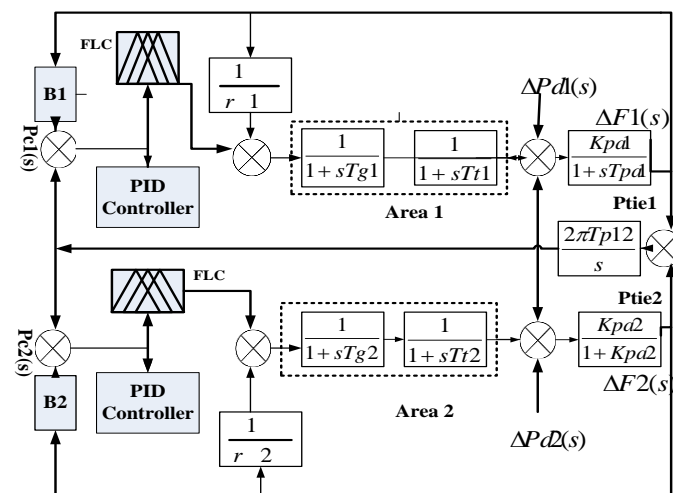 FLC
B1
Pc1(s)
PID
Controller
1
r 1
1
1+sTg1
1
1+sTt1
Area 1
ΔPd1(s)
ΔF1(s)
Kpd1
1+sTpd1
Ptie1
2πTp12
s
FLC
Pc2(s)
B2
PID
Controller
1
1+sTg2
1
1+sTt2
Area 2
1
r 2
Ptie2
Kpd2
1+Kpd2
ΔF2(s)
ΔPd2(s)